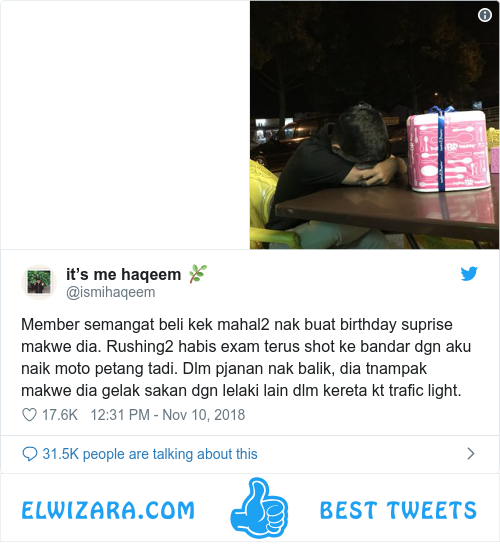 BR
it's me haqeem
@ismihaqeem
Member semangat beli kek mahal2 nak buat birthday suprise
makwe dia. Rushing2 habis exam terus shot ke bandar dgn aku
naik moto petang tadi. Dlm pjanan nak balik, dia tnampak
makwe dia gelak sakan dgn lelaki lain dlm kereta kt trafic light.
17.6K 12:31 PM - Nov 10, 2018
31.5K people are talking about this
ELWIZARA.COM BEST TWEETS